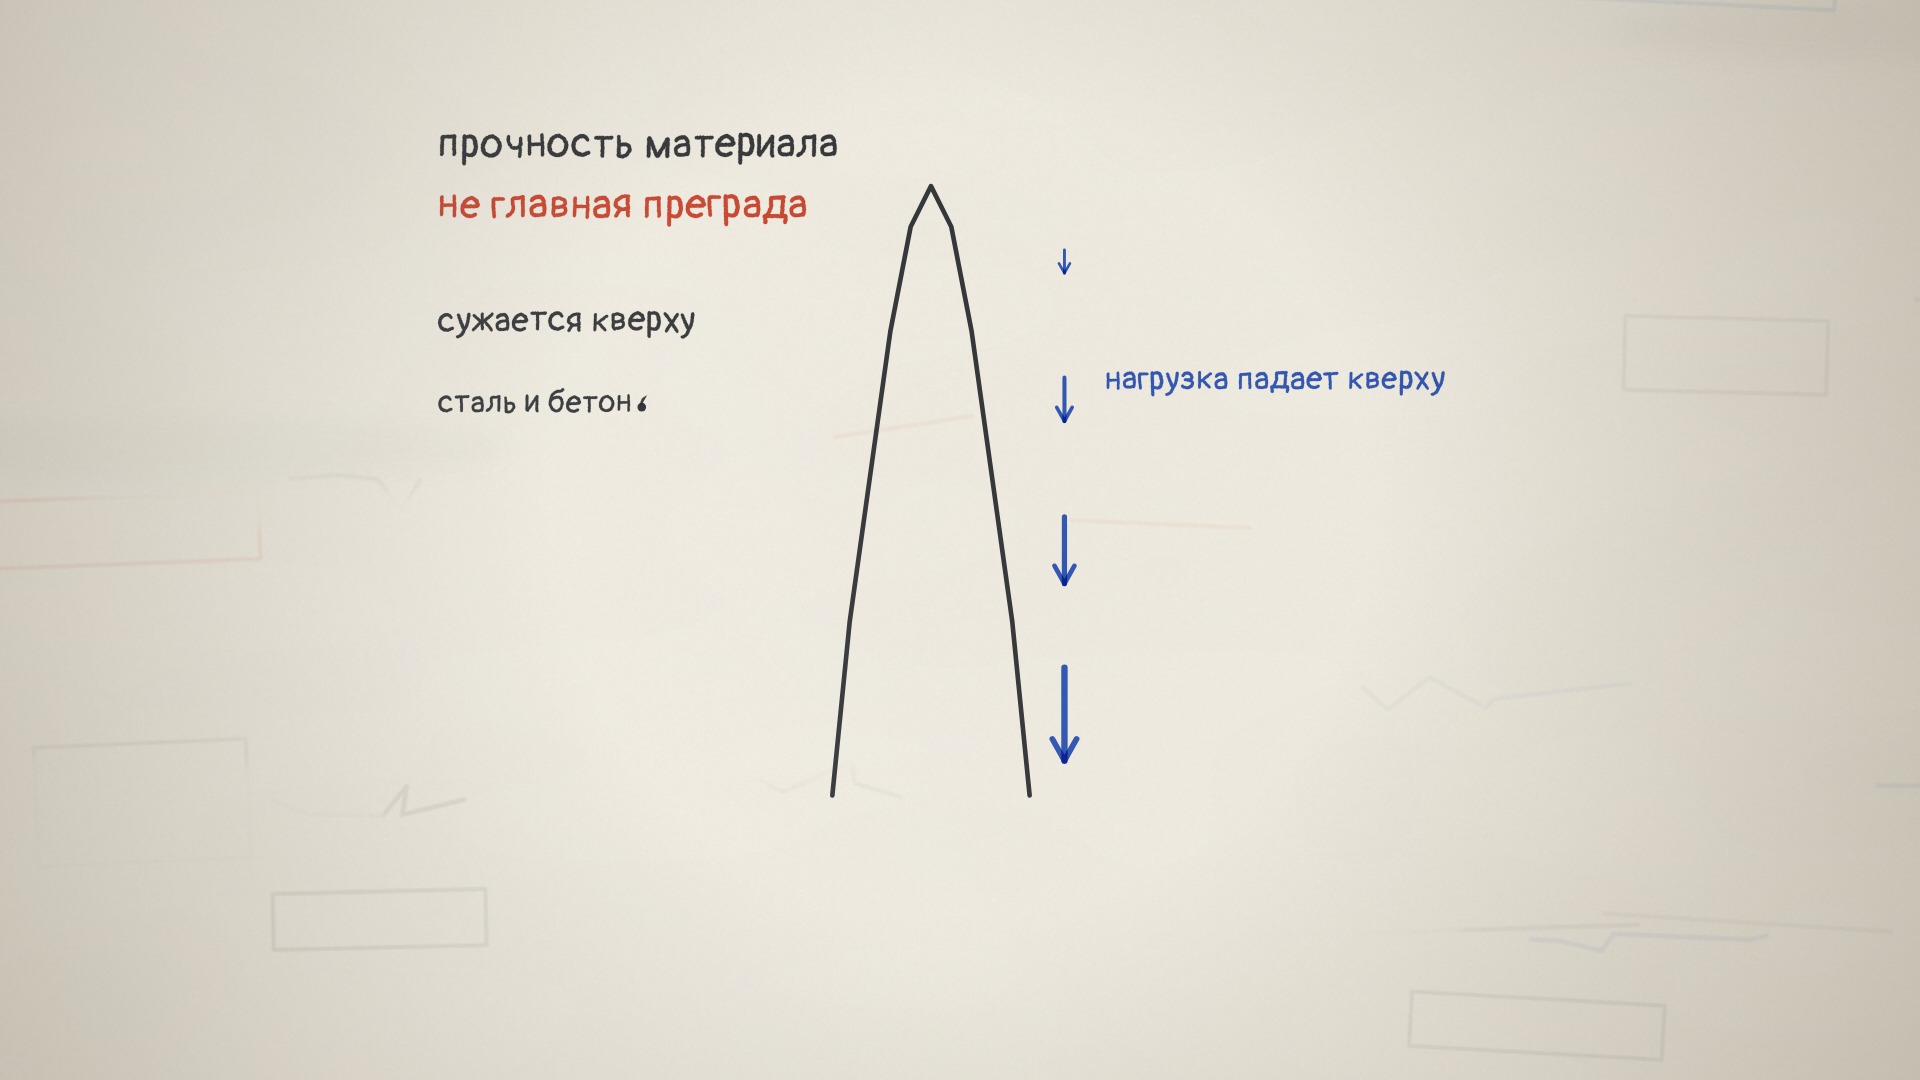 прочность материала
не главная преграда
сужается кверху
нагрузка падает кверху
сталь и бетон